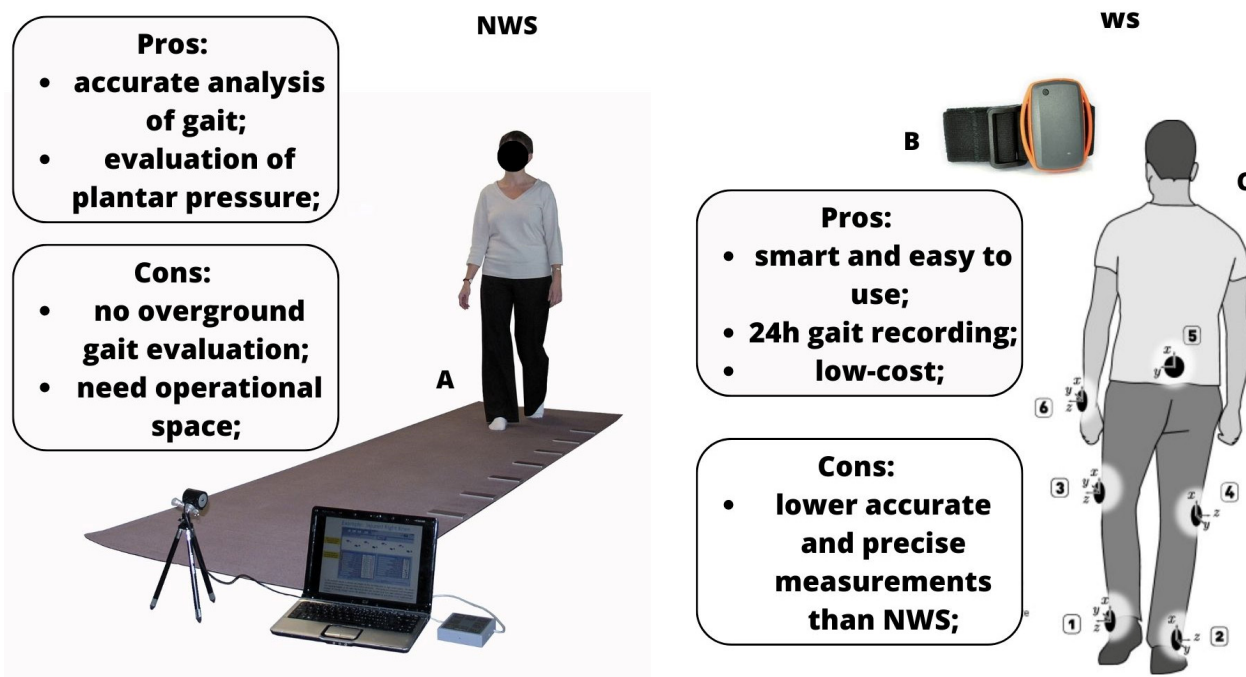 NWS
Pros:
• accurate analysis
of gait;
• evaluation of
plantar pressure;
Cons:
• no overground
gait evaluation;
• need operational
space;
A
ws
B
Pros:
• smart and easy to
use;
• 24h gait recording;
• low-cost;
Cons:
• lower accurate
and precise
measurements
than NWS;
5
x
y
6
x
y
z
3
x
y
z
4
x
z
y
1
x
y
z
2
x
z
y
e